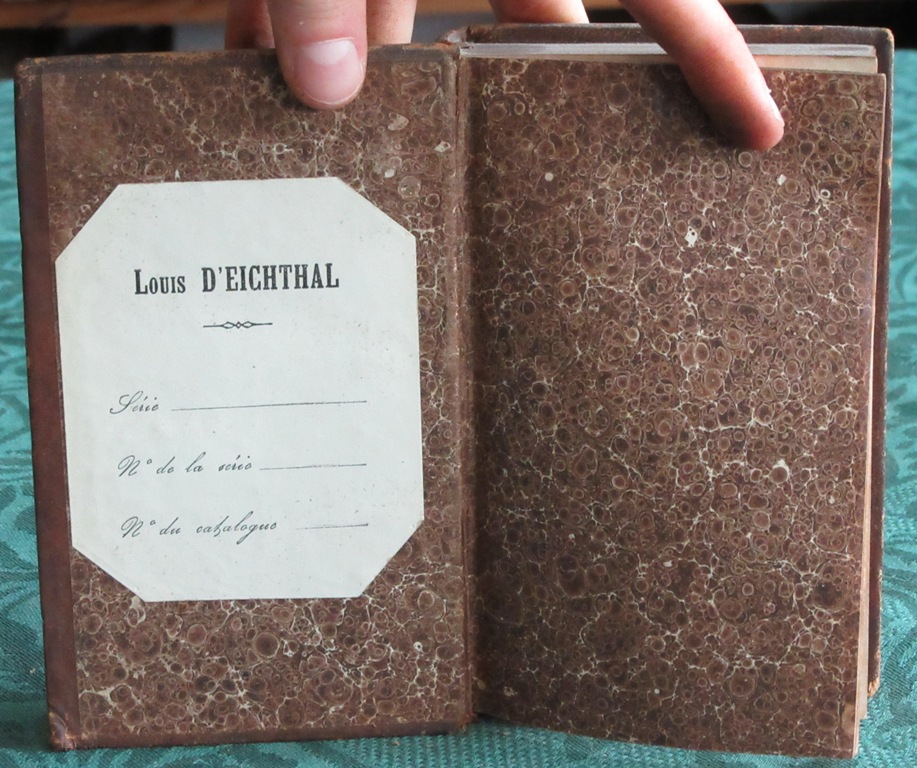 Louis D'EICHTHAL
Série
N° de la série
N° du catalogue